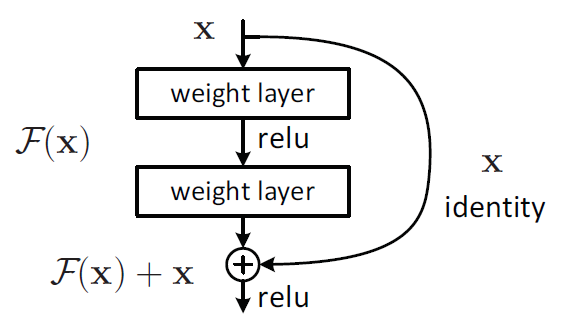 x
weight layer
relu
F(x)
weight layer
x
identity
F(x) + x
+
relu